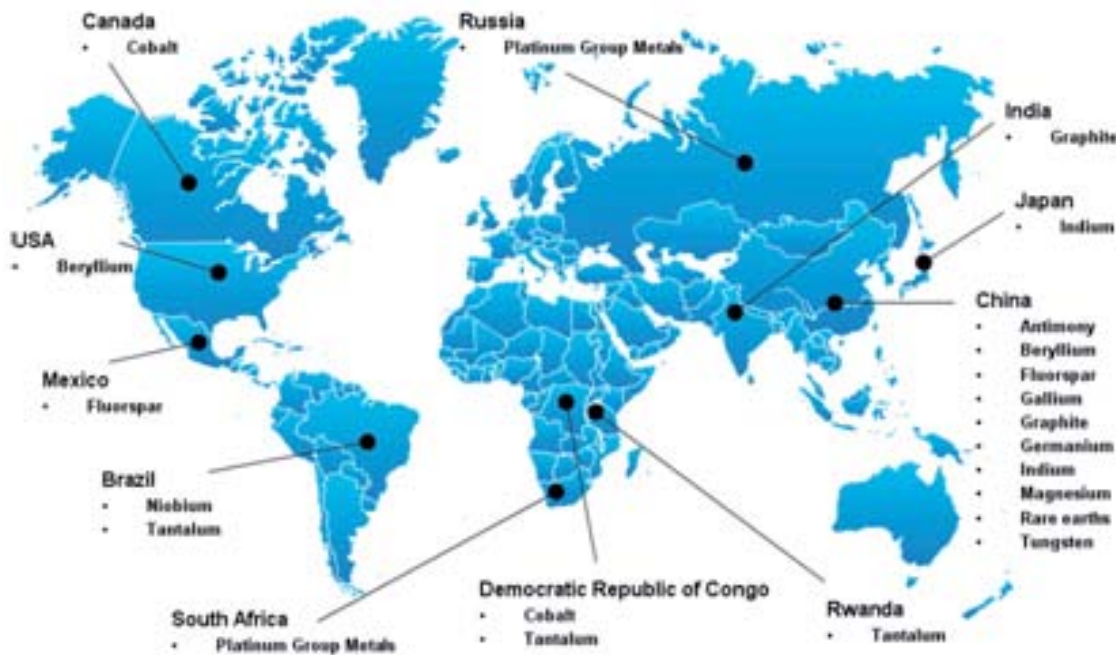 Canada
• Cobalt
Russia
• Platinum Group Metals
India
• Graphite
Japan
• Indium
USA
• Beryllium
China
• Antimony
• Beryllium
• Fluorspar
• Gallium
• Graphite
• Germanium
• Indium
• Magnesium
• Rare earths
• Tungsten
Mexico
• Fluorspar
Brazil
• Niobium
• Tantalum
South Africa
• Platinum Group Metals
Democratic Republic of Congo
• Cobalt
• Tantalum
Rwanda
• Tantalum